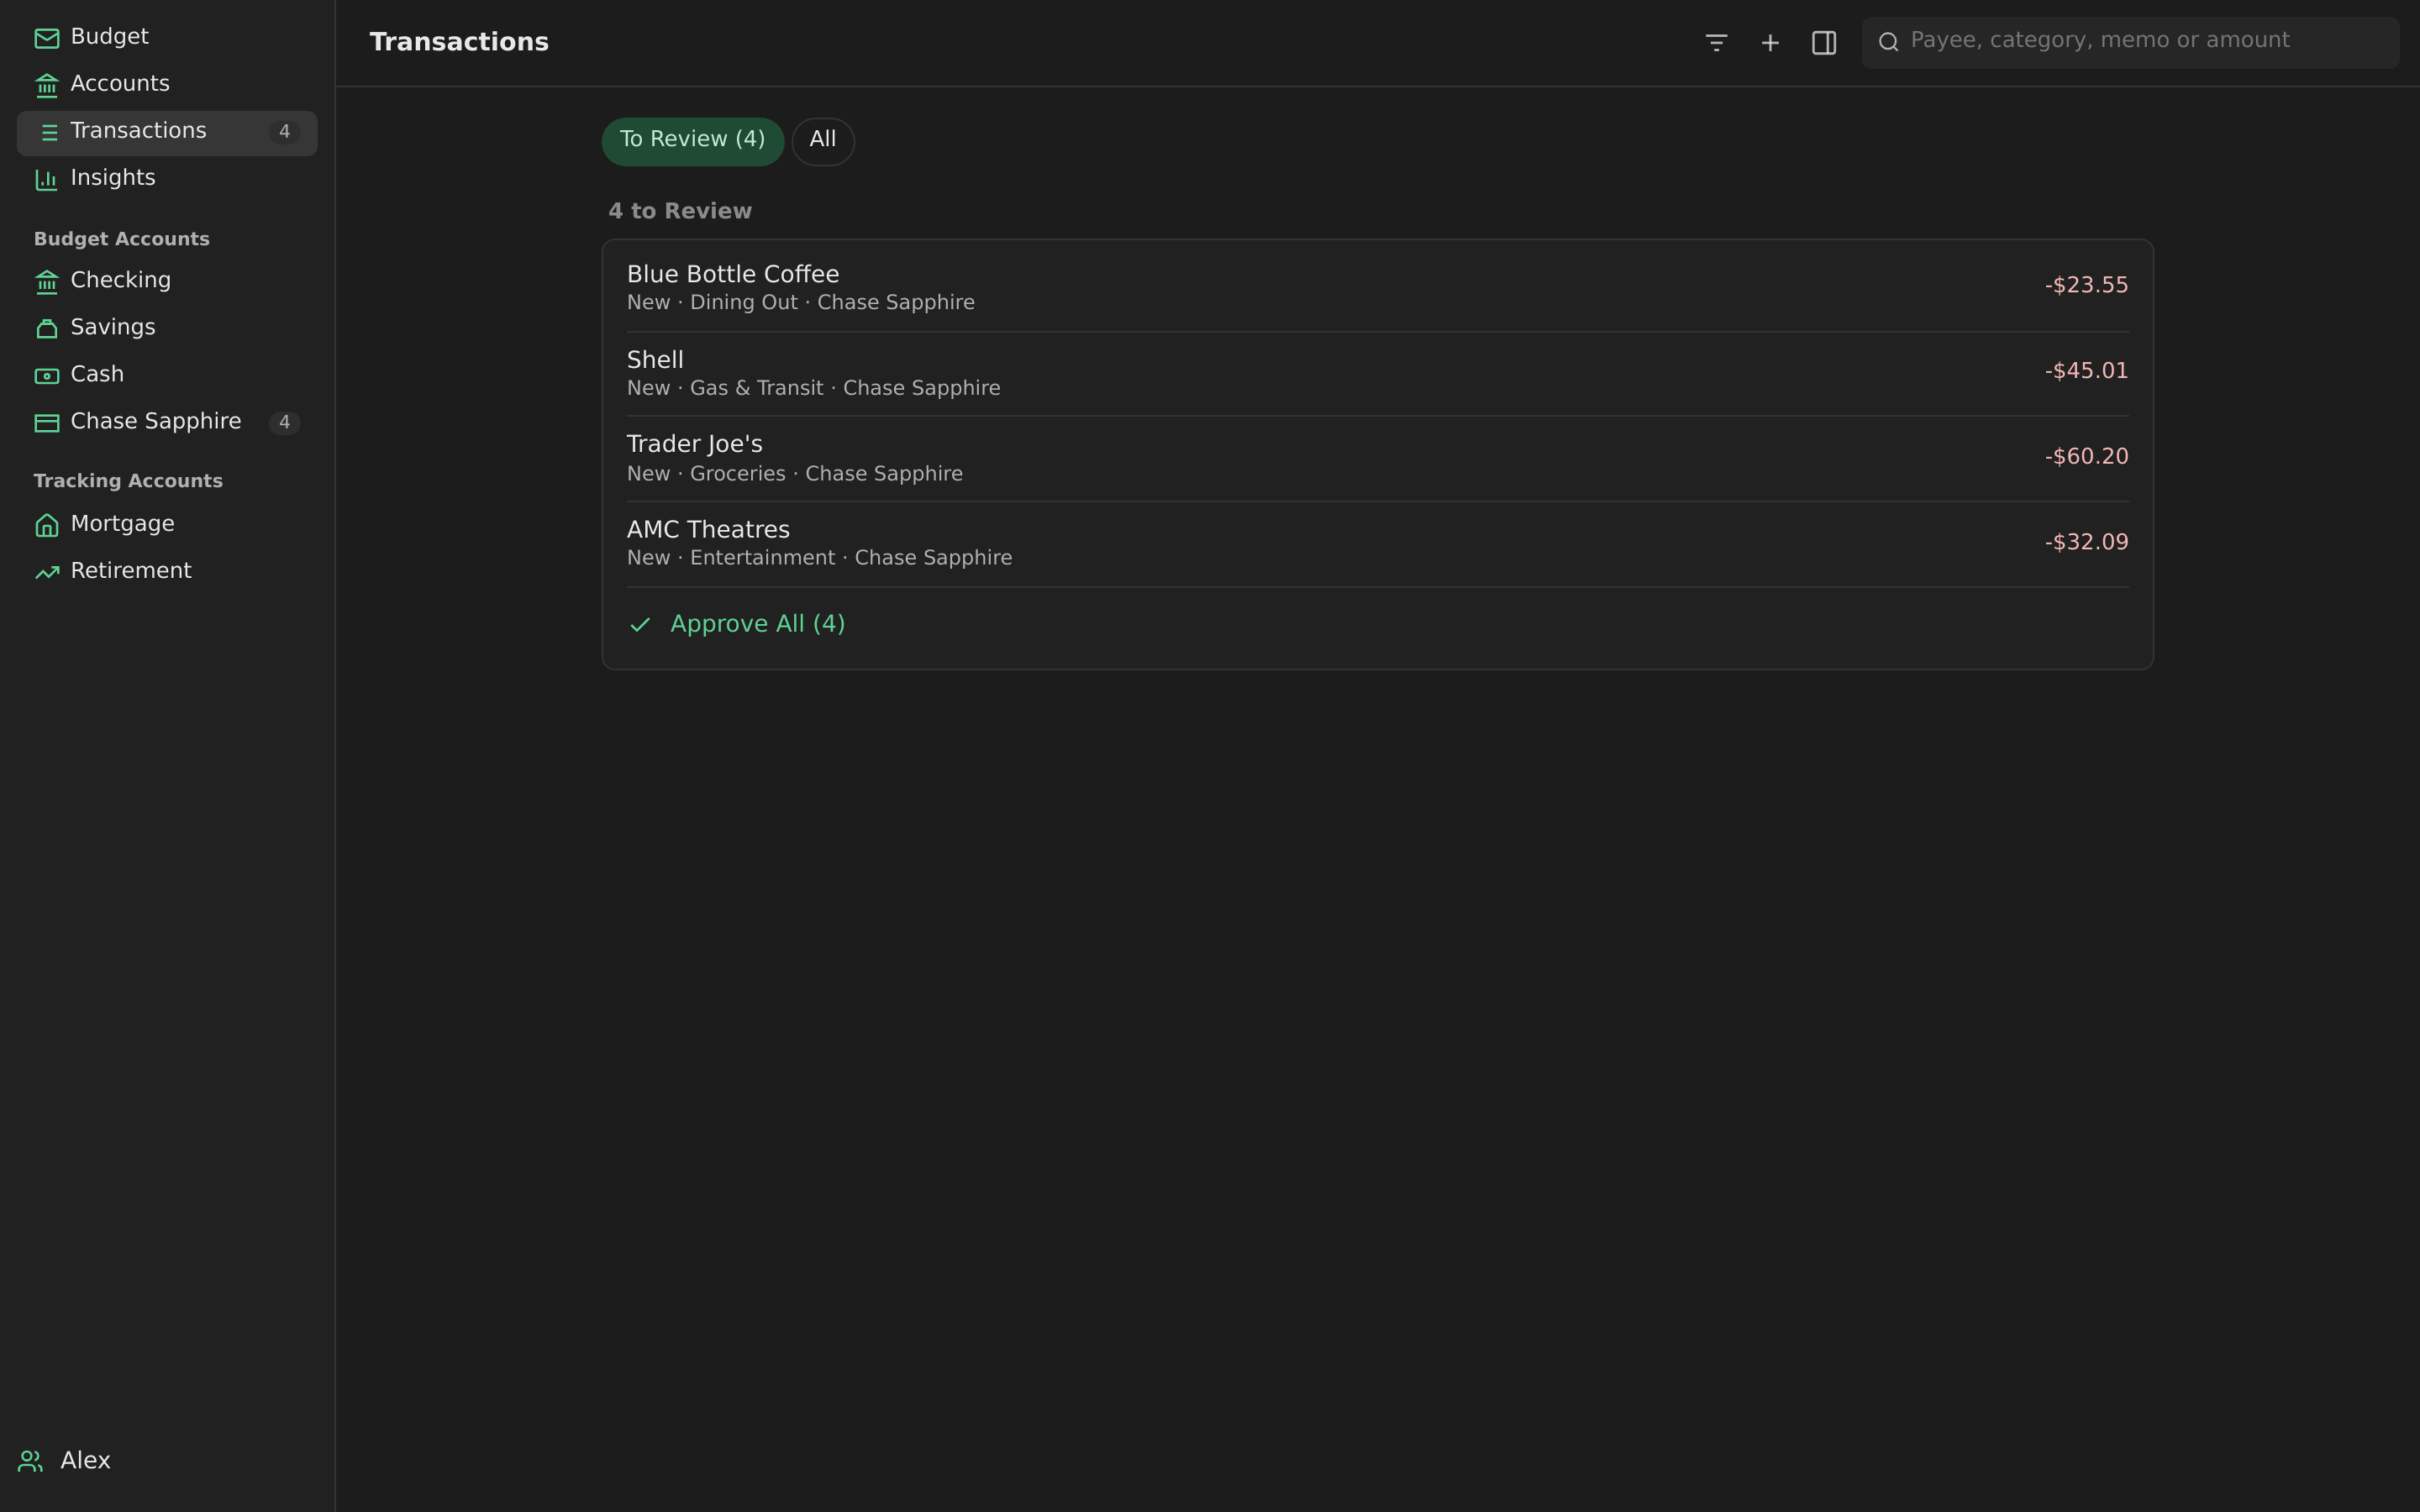 Budget
Accounts
Transactions 4
Insights
Budget Accounts
Checking
Savings
Cash
Chase Sapphire 4
Tracking Accounts
Mortgage
Retirement
Alex
Transactions
Payee, category, memo or amount
To Review (4) All
4 to Review
Blue Bottle Coffee
New · Dining Out · Chase Sapphire
-$23.55
Shell
New · Gas & Transit · Chase Sapphire
-$45.01
Trader Joe's
New · Groceries · Chase Sapphire
-$60.20
AMC Theatres
New · Entertainment · Chase Sapphire
-$32.09
Approve All (4)